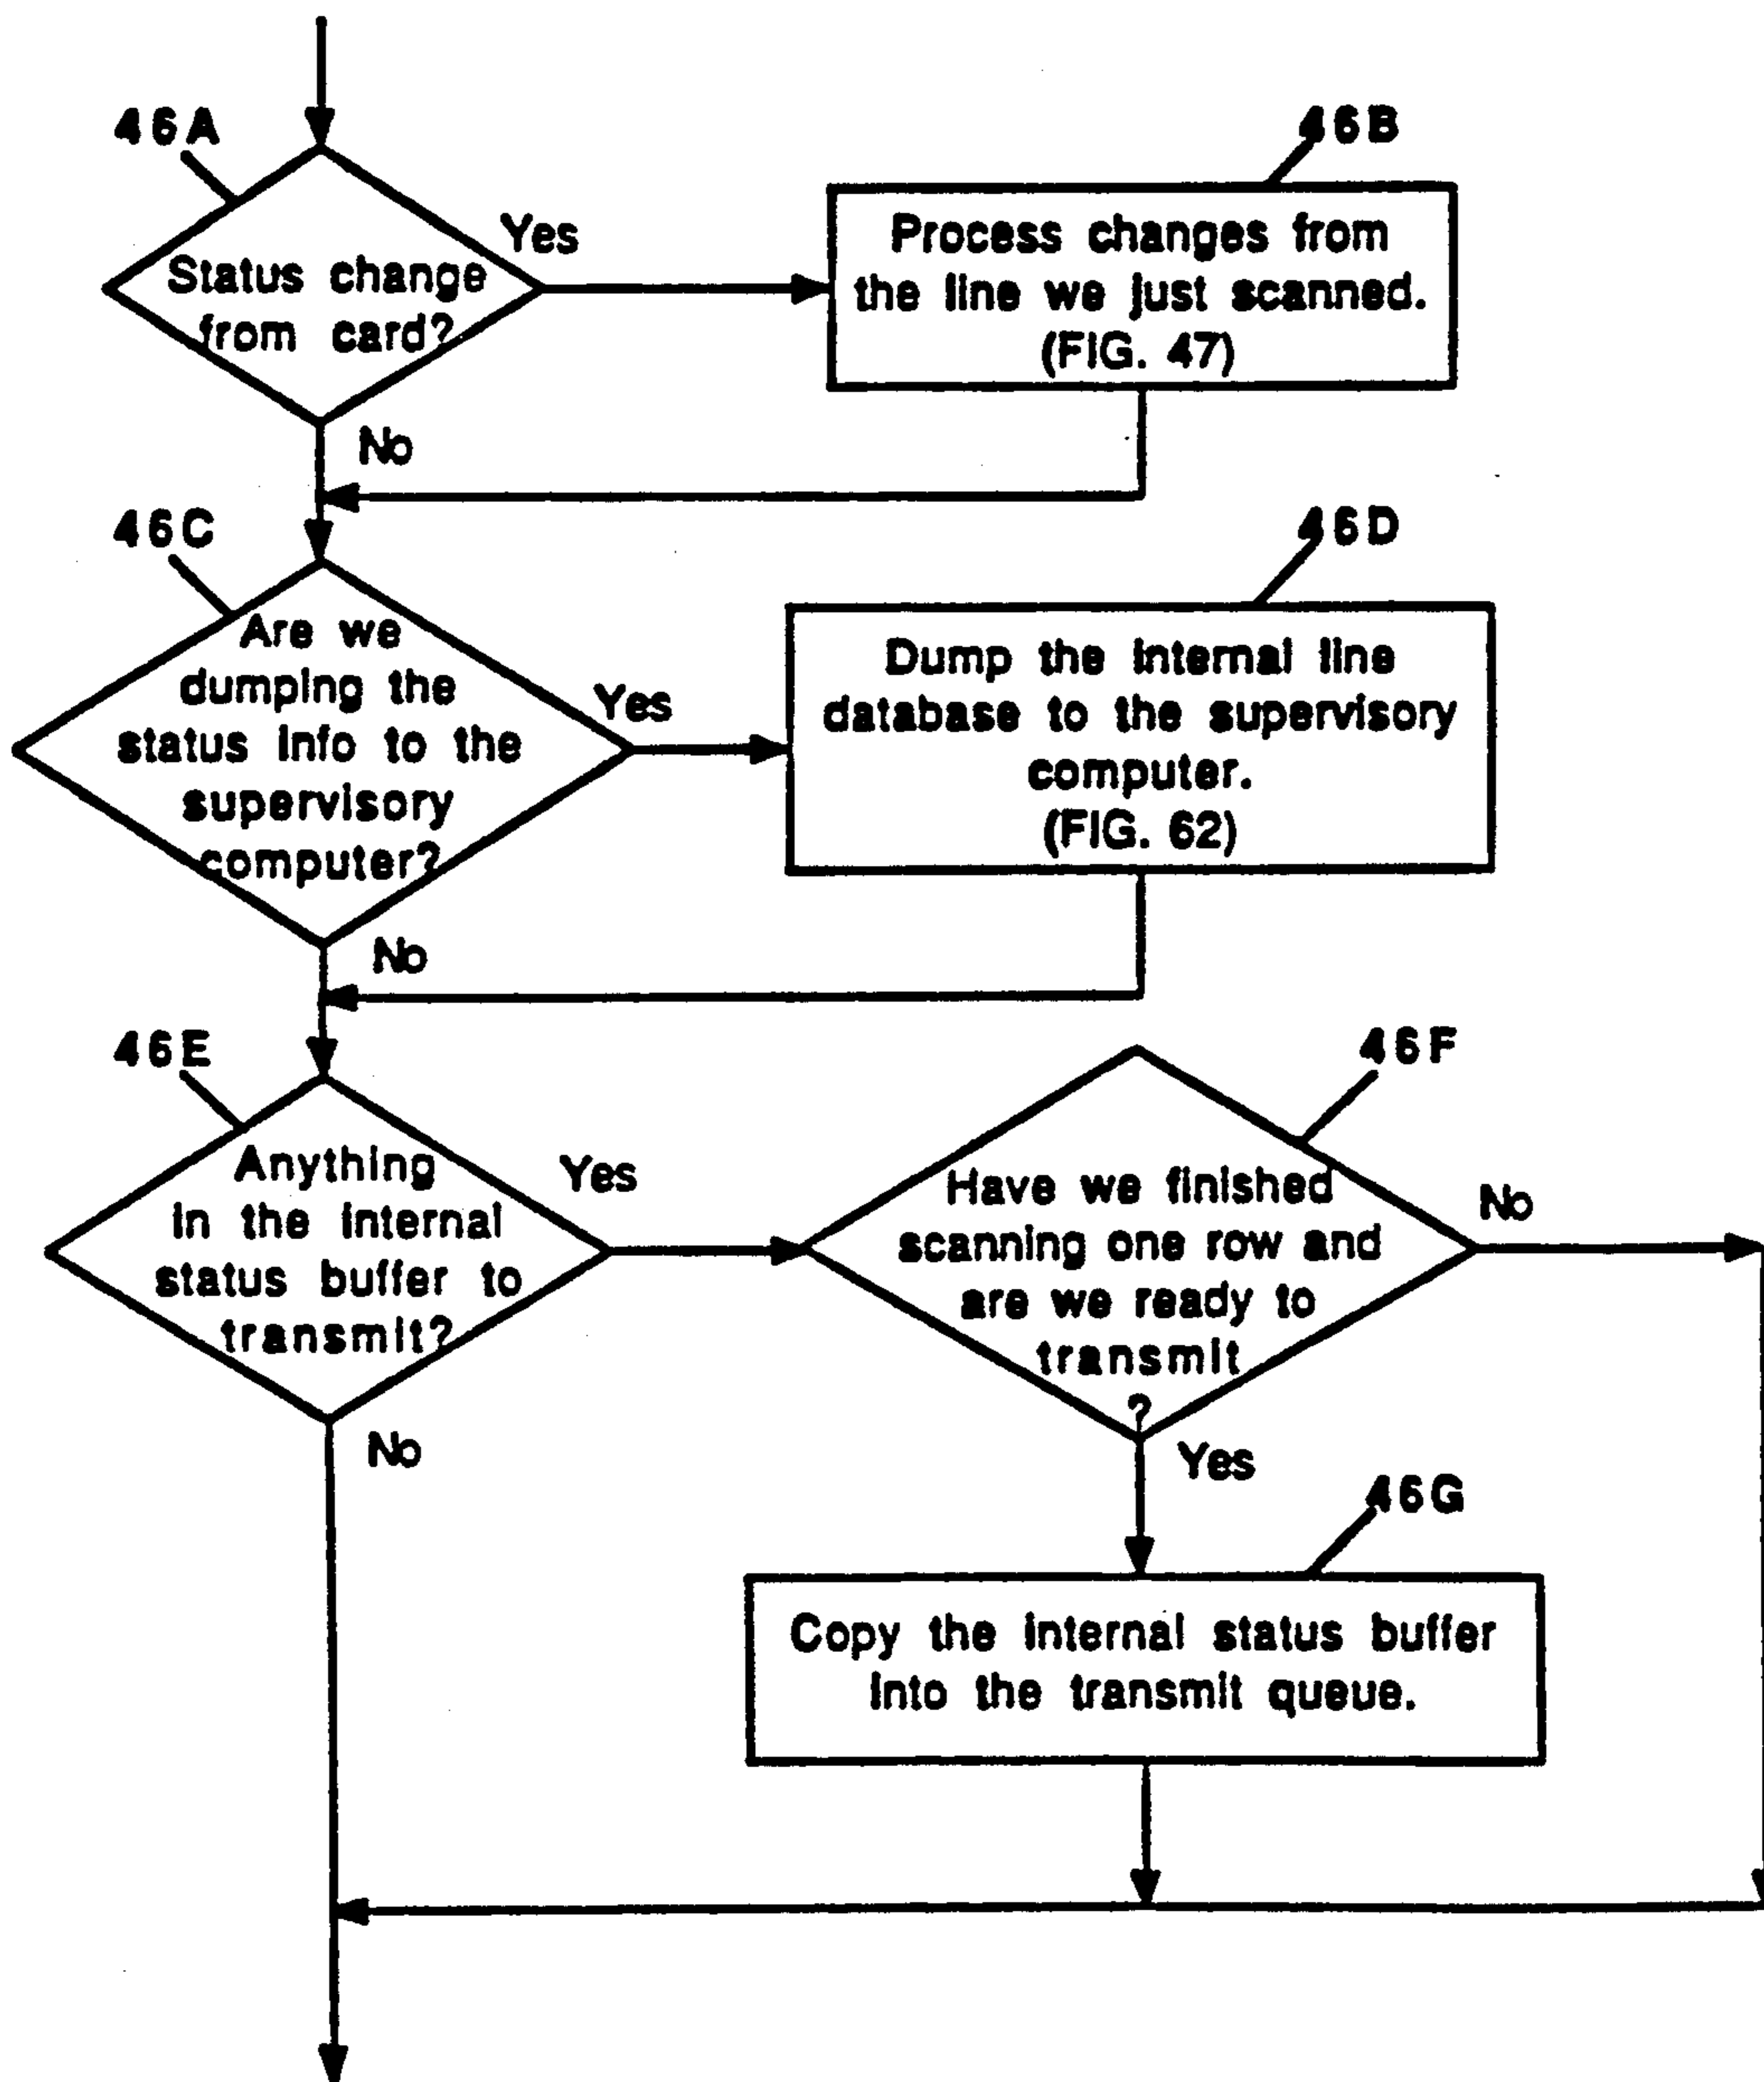 46A
Status change
from card?
Yes
No
46B
Process changes from
the line we just scanned.
(FIG. 47)
46C
Are we
dumping the
status info to the
supervisory
computer?
Yes
No
46D
Dump the internal line
database to the supervisory
computer.
(FIG. 62)
46E
Anything
in the internal
status buffer to
transmit?
Yes
No
46F
Have we finished
scanning one row and
are we ready to
transmit
?
No
Yes
46G
Copy the internal status buffer
into the transmit queue.